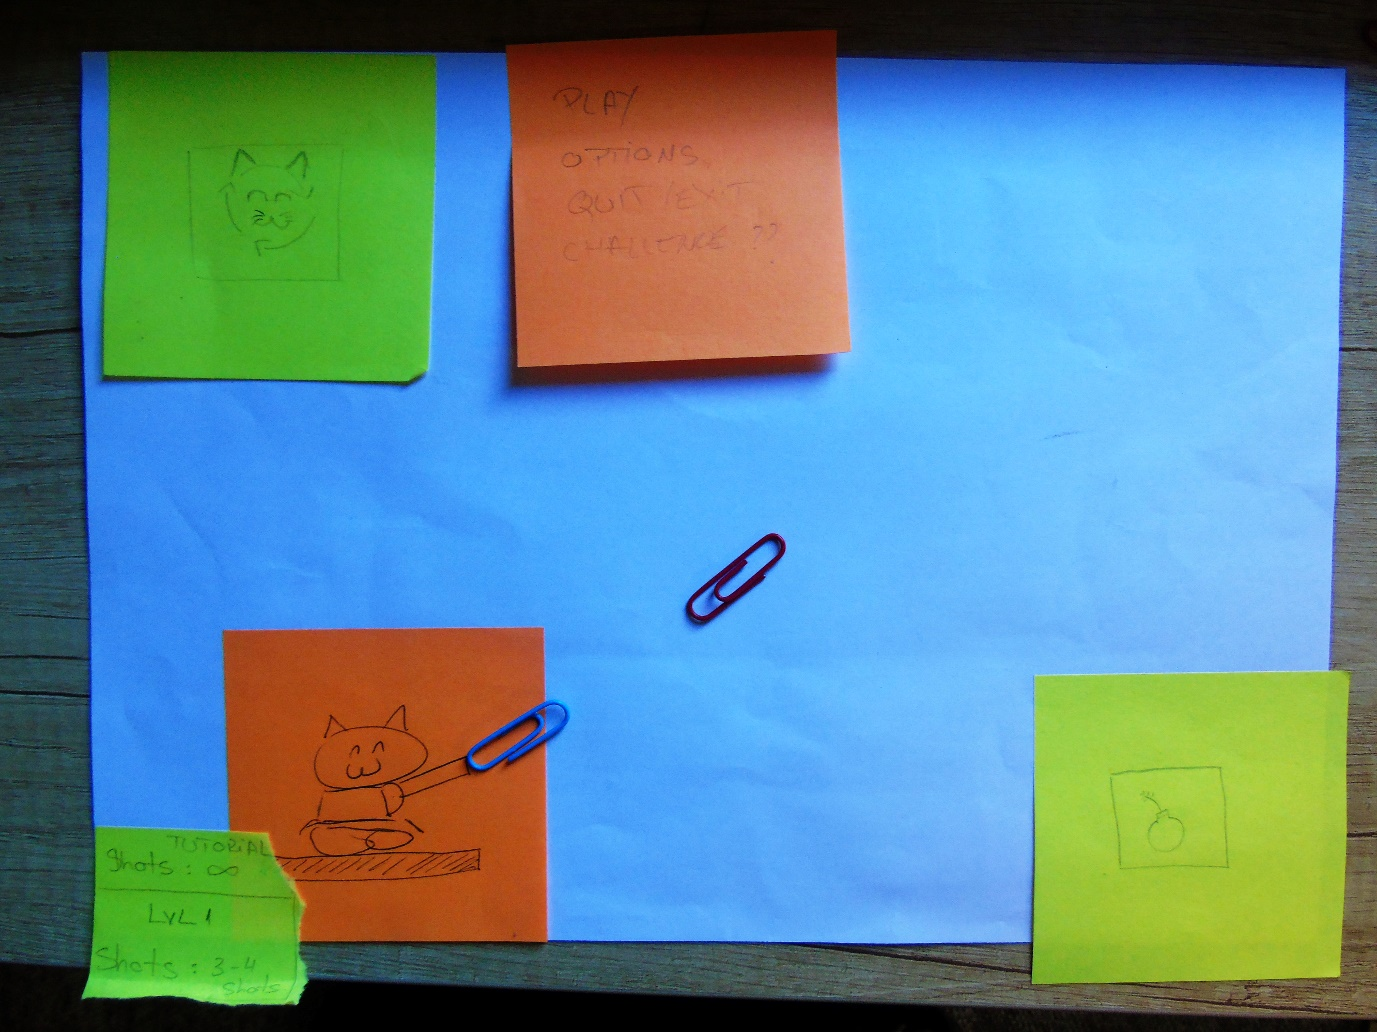 PLAY
OPTIONS
QUIT / EXIT
CHALLENGE ??
TUTORIAL
Shots : ∞
LVL 1
Shots : 3-4
shots